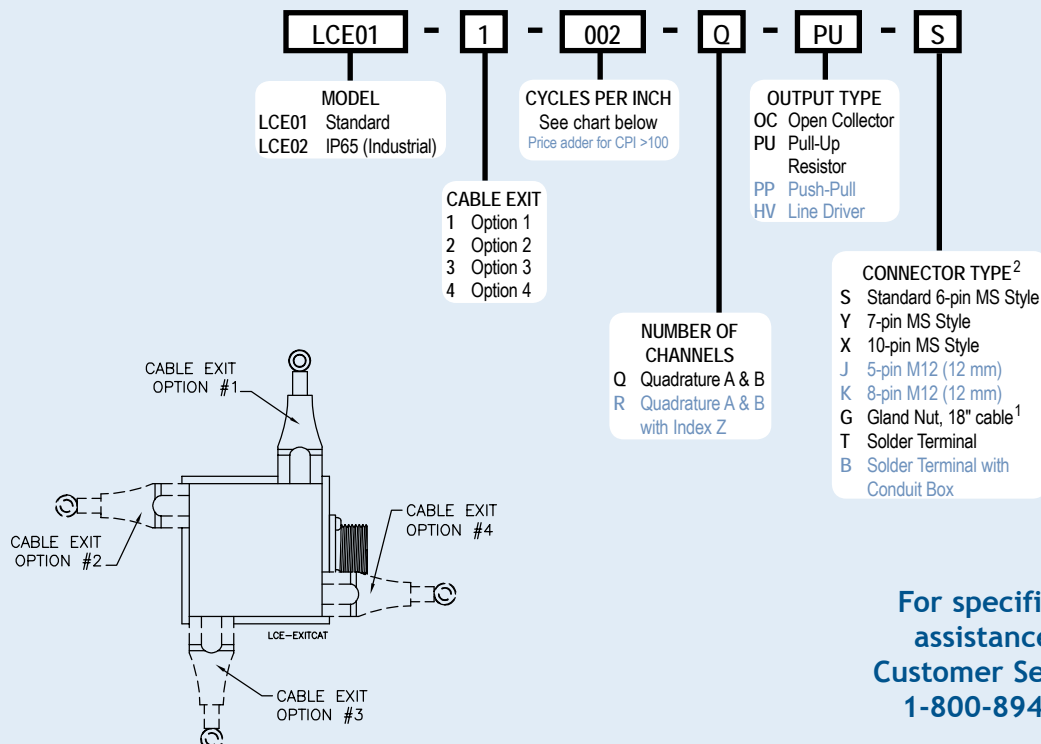 LCE01 - 1 - 002 - Q - PU - S
MODEL
LCE01 Standard
LCE02 IP65 (Industrial)
CYCLES PER INCH
See chart below
Price adder for CPI >100
OUTPUT TYPE
OC Open Collector
PU Pull-Up
Resistor
PP Push-Pull
HV Line Driver
CABLE EXIT
1 Option 1
2 Option 2
3 Option 3
4 Option 4
NUMBER OF
CHANNELS
Q Quadrature A & B
R Quadrature A & B
with Index Z
CONNECTOR TYPE2
S Standard 6-pin MS Style
Y 7-pin MS Style
X 10-pin MS Style
J 5-pin M12 (12 mm)
K 8-pin M12 (12 mm)
G Gland Nut, 18" cable1
T Solder Terminal
B Solder Terminal with
Conduit Box
CABLE EXIT
OPTION #1
CABLE EXIT
OPTION #2
CABLE EXIT
OPTION #4
LCE-EXITCAT
CABLE EXIT
OPTION #3
For specifi
assistance
Customer Se
1-800-894